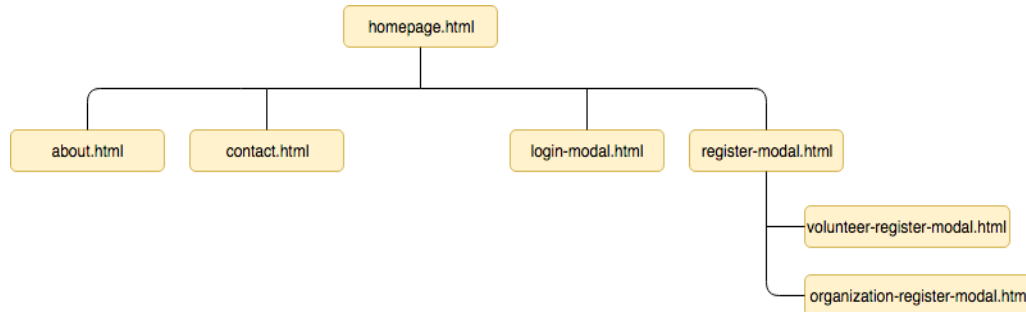 homepage.html
about.html
contact.html
login-modal.html
register-modal.html
volunteer-register-modal.html
organization-register-modal.htm